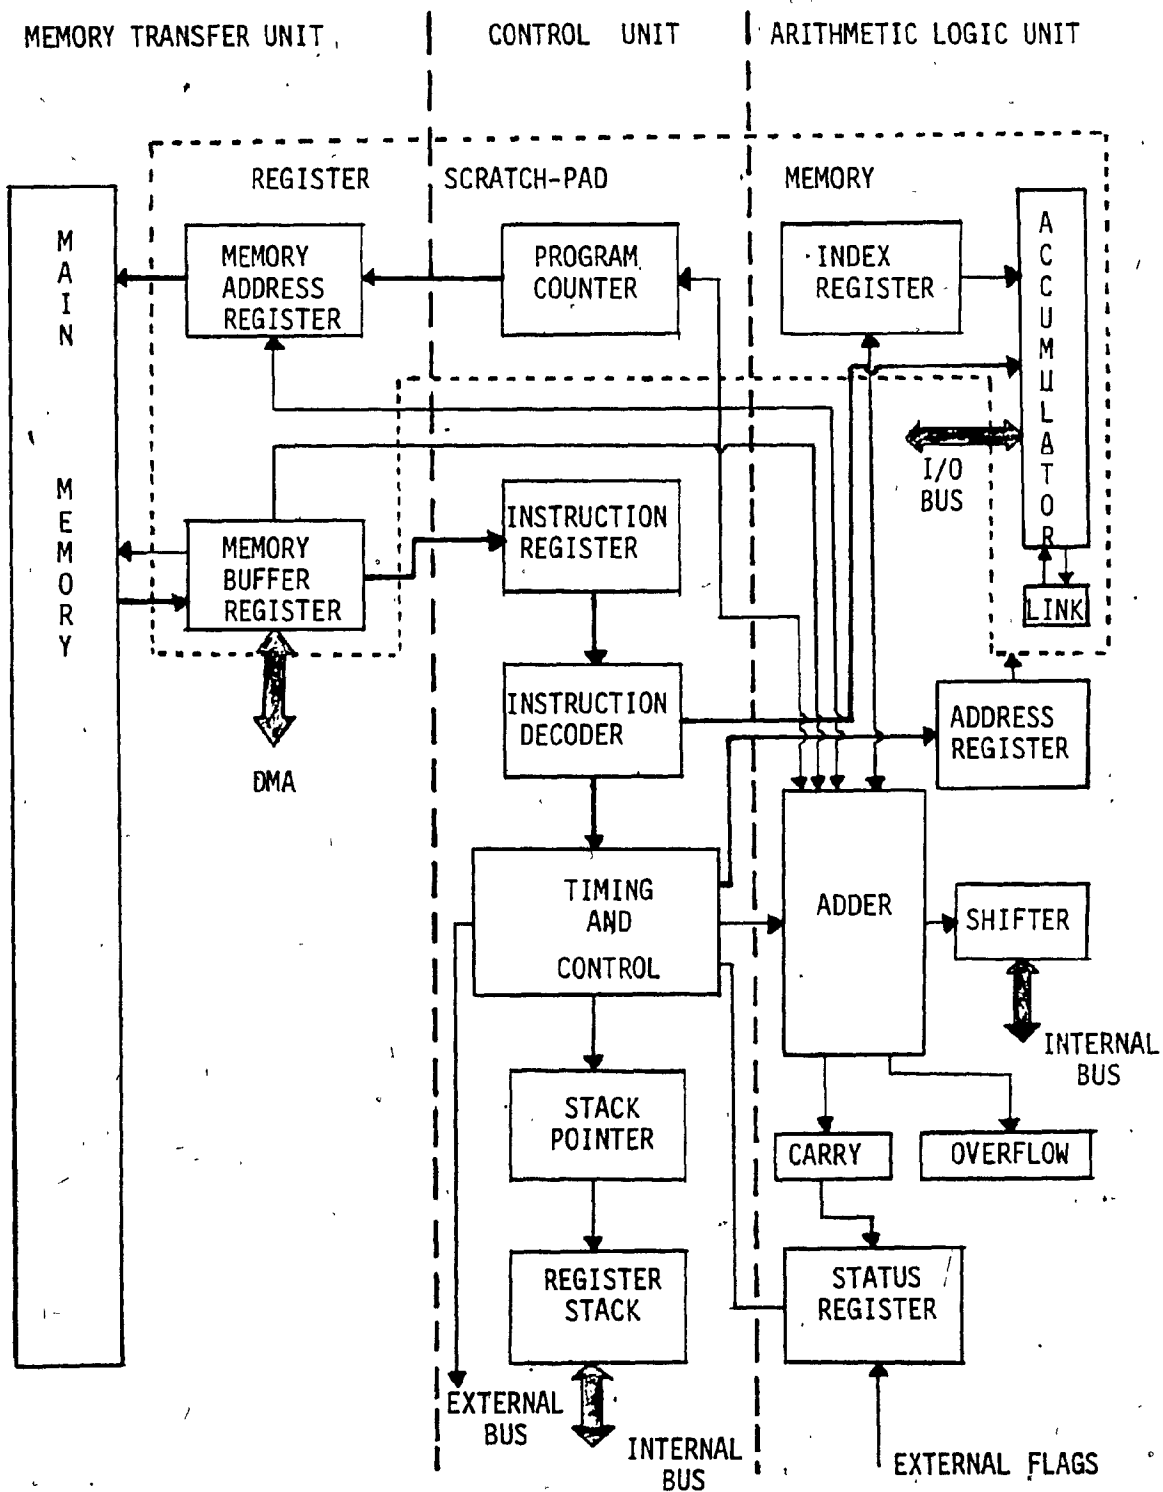 MEMORY TRANSFER UNIT
CONTROL UNIT
ARITHMETIC LOGIC UNIT
REGISTER
SCRATCH-PAD
MEMORY
MAIN MEMORY
MEMORY
ADDRESS
REGISTER
PROGRAM
COUNTER
INDEX
REGISTER
ACCUMULATOR
I/O
BUS
INSTRUCTION
REGISTER
MEMORY
BUFFER
REGISTER
LINK
INSTRUCTION
DECODER
ADDRESS
REGISTER
DMA
TIMING
AND
CONTROL
ADDER
SHIFTER
INTERNAL
BUS
STACK
POINTER
CARRY
OVERFLOW
REGISTER
STACK
STATUS
REGISTER
EXTERNAL
BUS
INTERNAL
BUS
EXTERNAL FLAGS